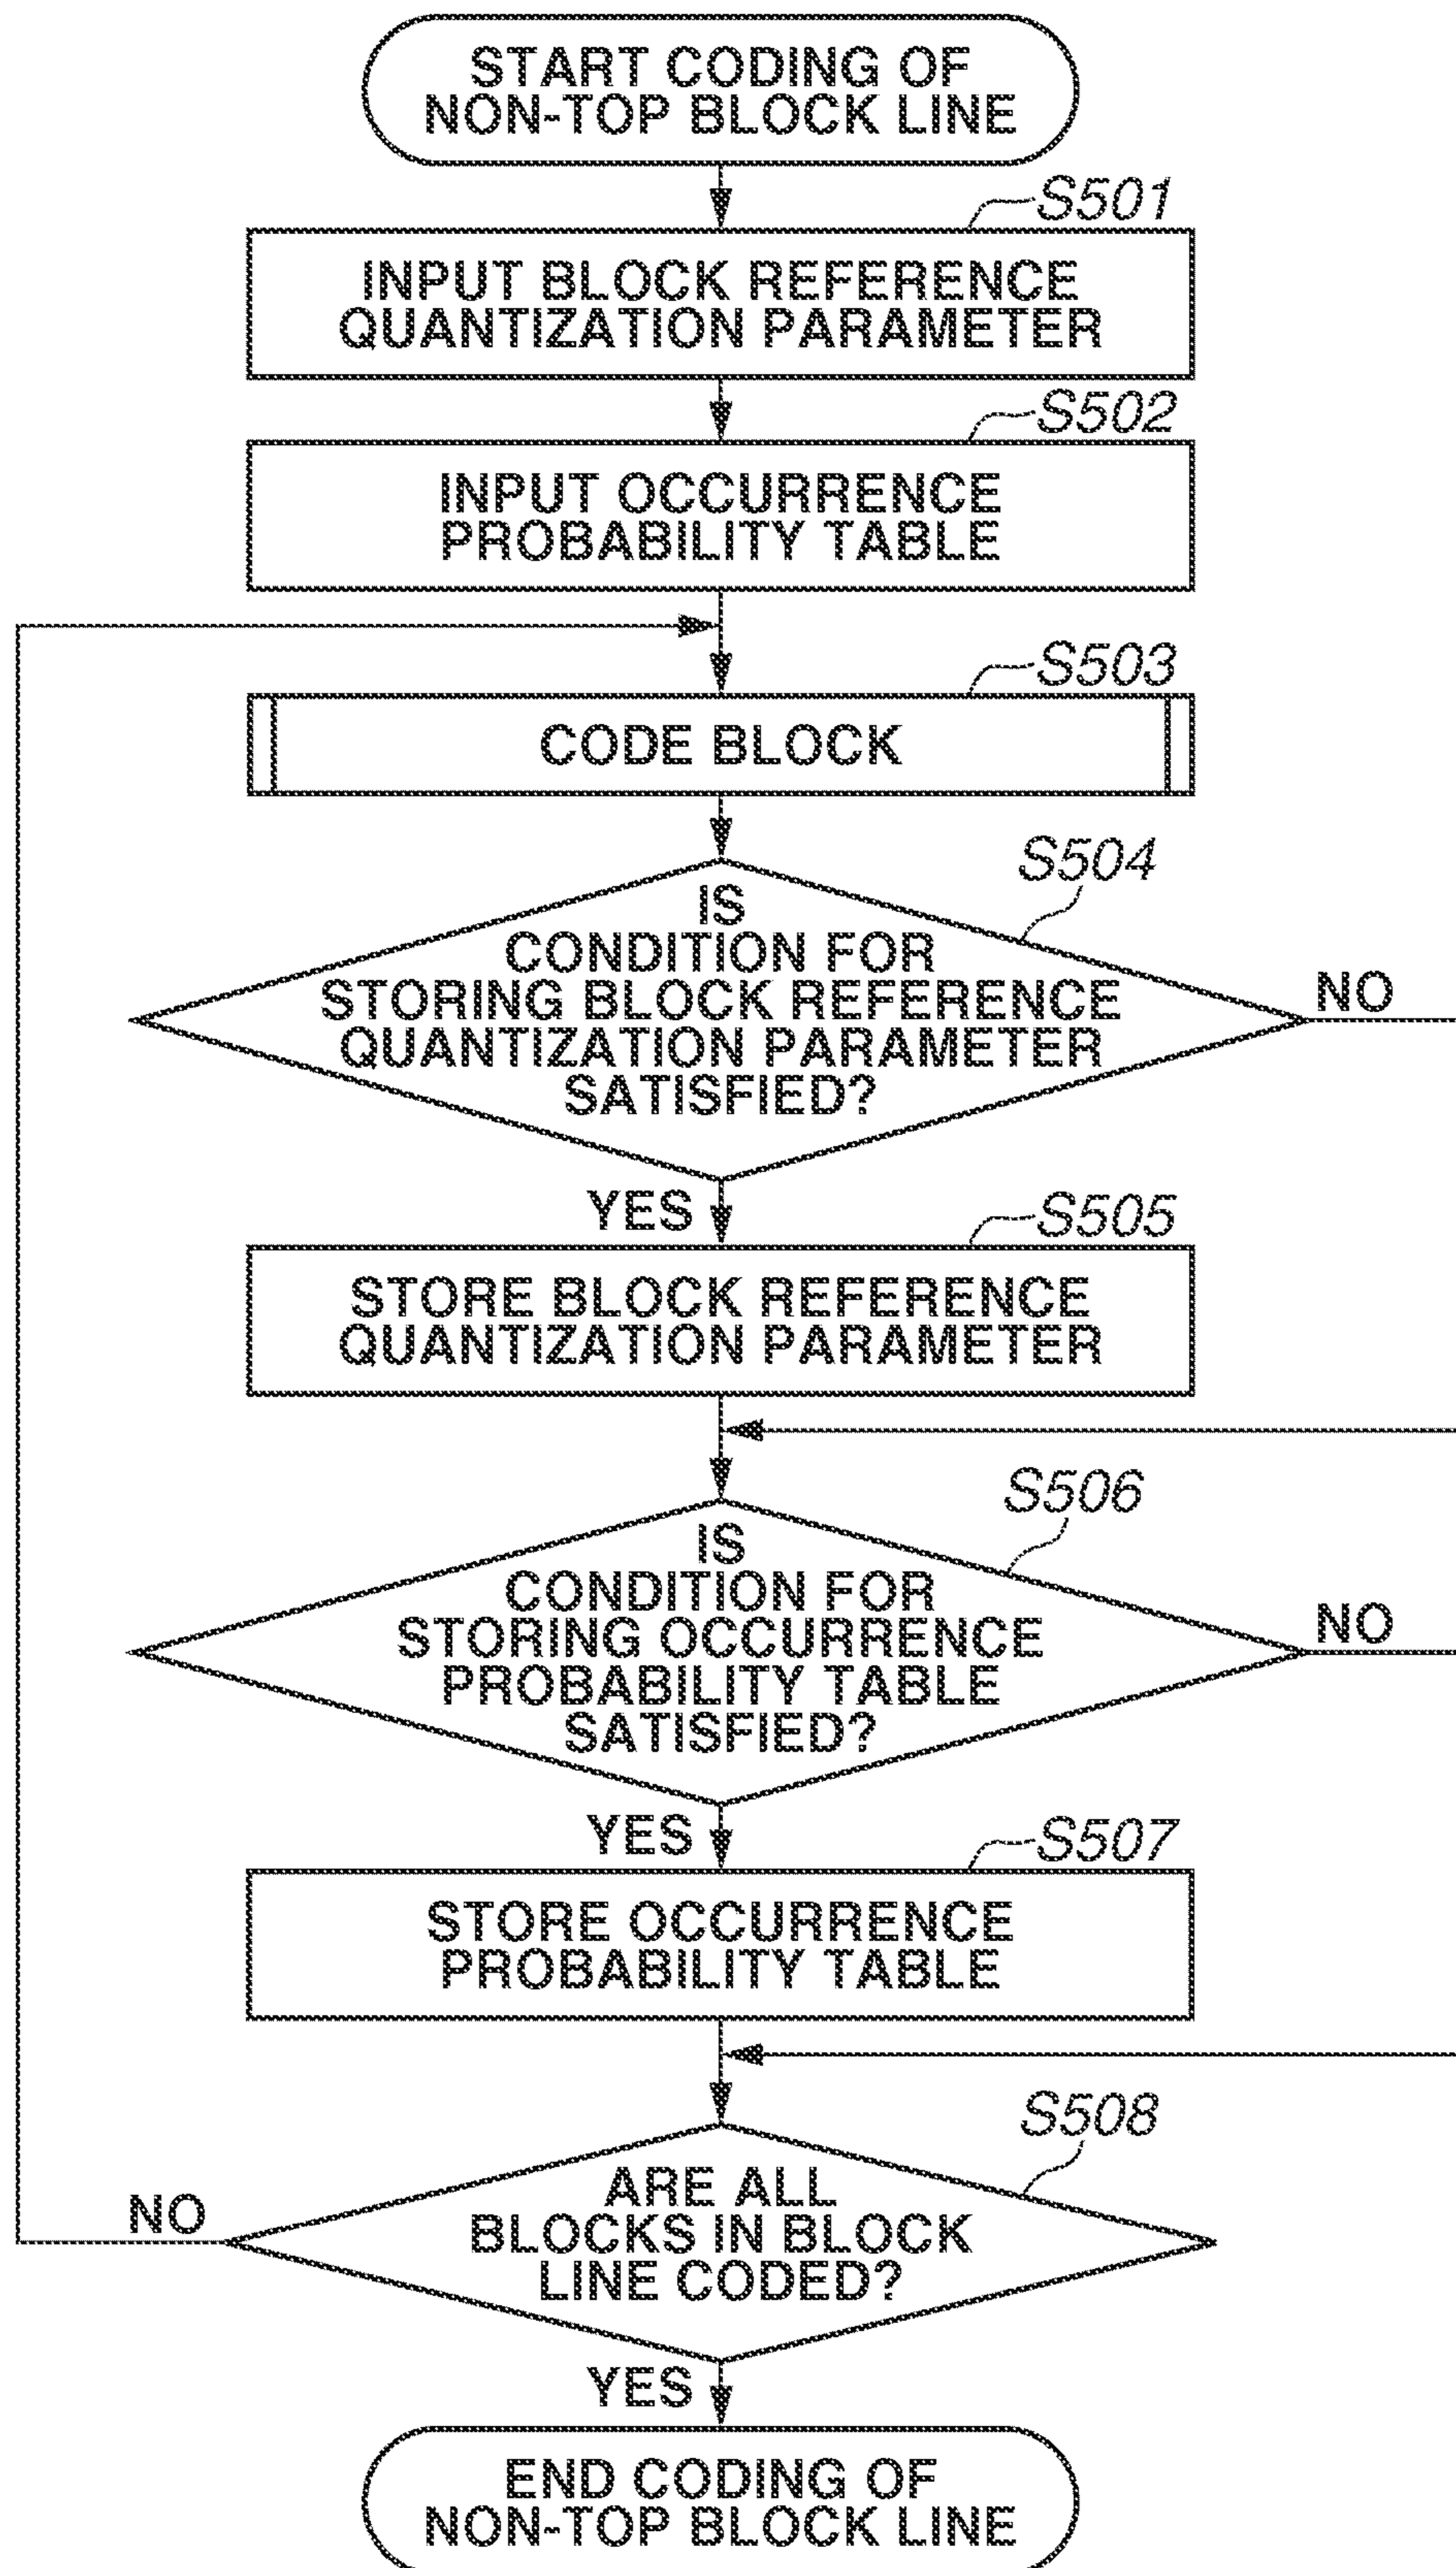 START CODING OF
NON-TOP BLOCK LINE
S501
INPUT BLOCK REFERENCE
QUANTIZATION PARAMETER
S502
INPUT OCCURRENCE
PROBABILITY TABLE
S503
CODE BLOCK
S504
IS
CONDITION FOR
STORING BLOCK REFERENCE
QUANTIZATION PARAMETER
SATISFIED?
NO
YES
S505
STORE BLOCK REFERENCE
QUANTIZATION PARAMETER
S506
IS
CONDITION FOR
STORING OCCURRENCE
PROBABILITY TABLE
SATISFIED?
NO
YES
S507
STORE OCCURRENCE
PROBABILITY TABLE
S508
ARE ALL
BLOCKS IN BLOCK
LINE CODED?
NO
YES
END CODING OF
NON-TOP BLOCK LINE